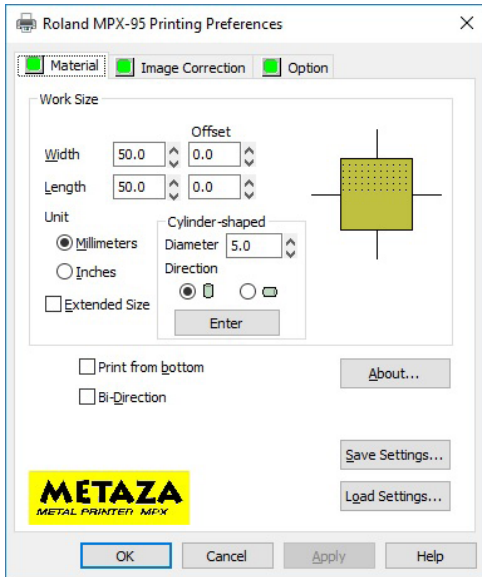 Roland MPX-95 Printing Preferences
Material
Image Correction
Option
Work Size
Offset
Width 50.0 0.0
Length 50.0 0.0
Unit
Millimeters
Inches
Extended Size
Cylinder-shaped
Diameter 5.0
Direction
Enter
Print from bottom
Bi-Direction
About...
Save Settings...
Load Settings...
METAZA
METAL PRINTER MPX
OK Cancel Apply Help